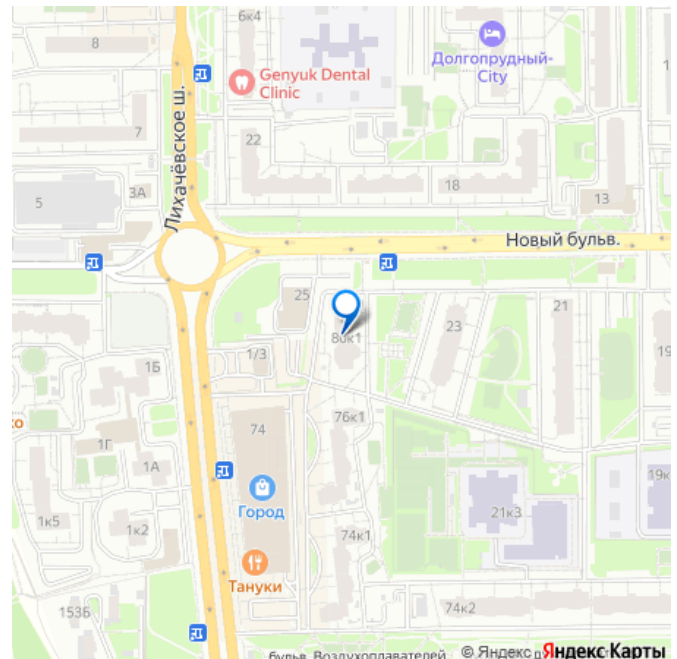 6к4
8
Genyuk Dental
Clinic
Долгопрудный-
City
Лихачёвское ш.
7
22
18
5
3А
13
Новый бульв.
25
80к1
23
21
19
1/3
1Б
76к1
74
1Г
1А
Город
21к3
19к
1к5
1к2
74к1
Тануки
153Б
74к2
бульв. Воздухоплавателей
© Яндекс
Яндекс Карты